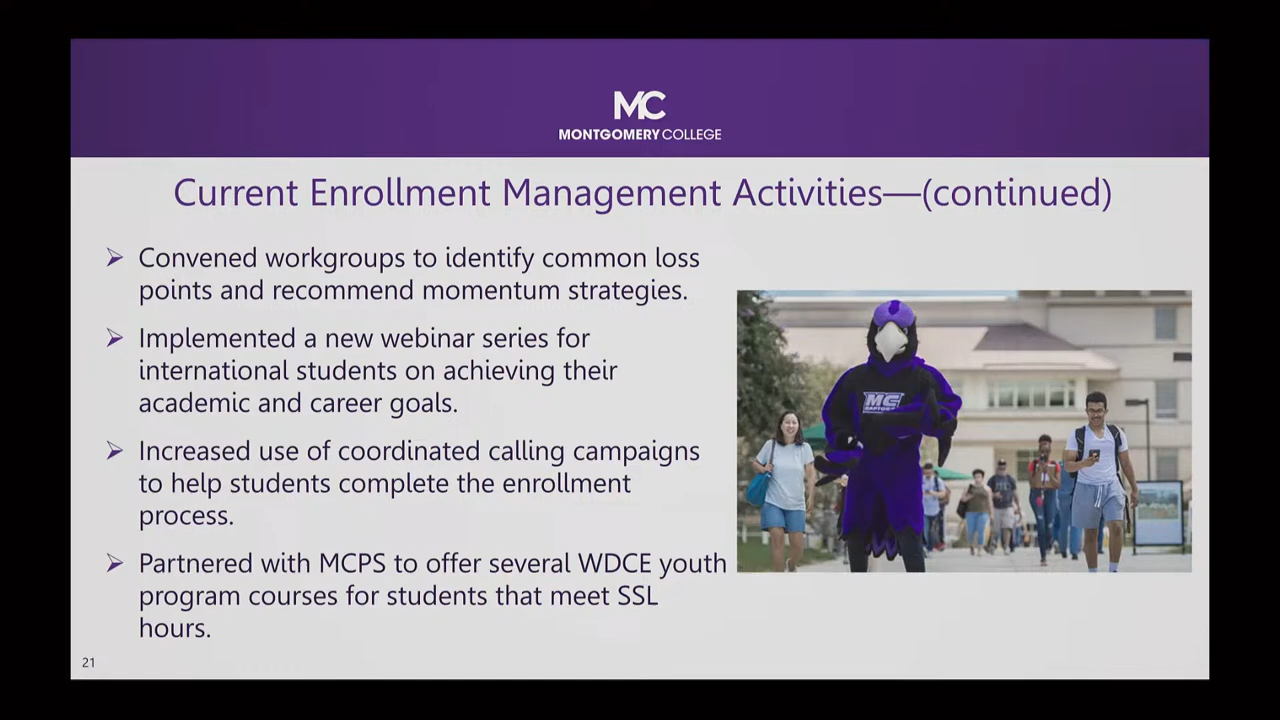 MC
MONTGOMERY COLLEGE
Current Enrollment Management Activities—(continued)
Convened workgroups to identify common loss
points and recommend momentum strategies.
Implemented a new webinar series for
international students on achieving their
academic and career goals.
Increased use of coordinated calling campaigns
to help students complete the enrollment
process.
Partnered with MCPS to offer several WDCE youth
program courses for students that meet SSL
hours.
MC
RAPTORS
21